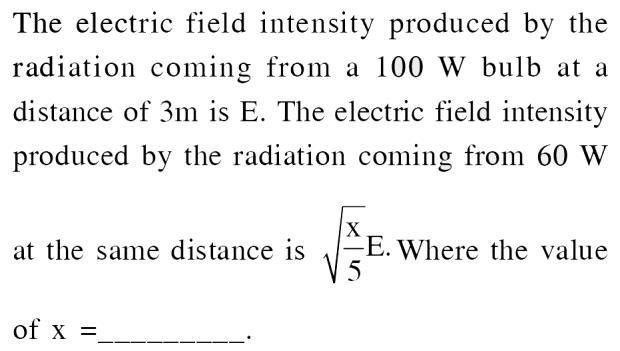 The electric field intensity produced by the
radiation coming from a 100 W bulb at a
distance of 3m is E. The electric field intensity
produced by the radiation coming from 60 W
at the same distance is $\sqrt{\frac{x}{5}}$E. Where the value
of x =_________.